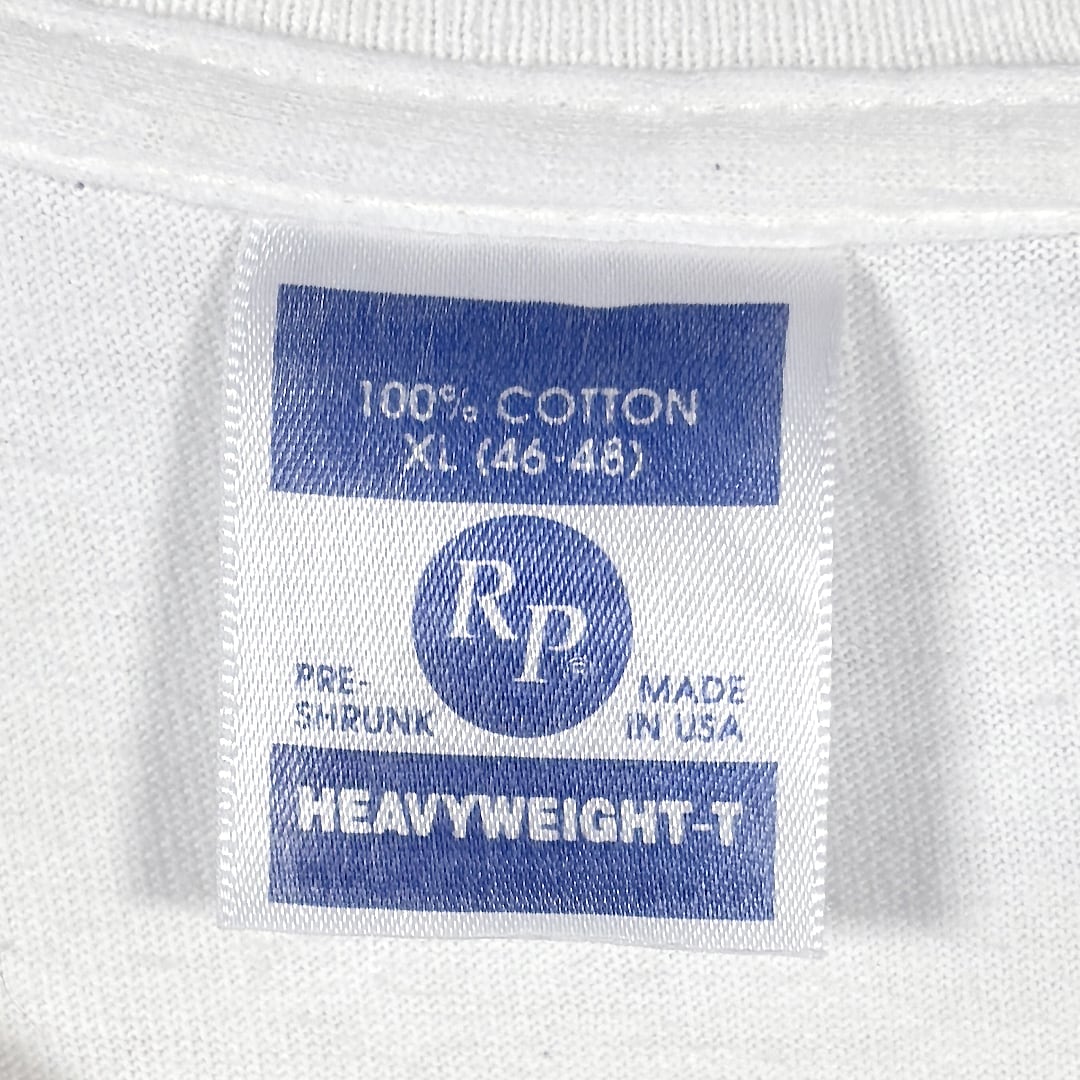 100% COTTON
XL (46-48)
RP
PRE-
SHRUNK
MADE
IN USA
HEAVYWEIGHT-T